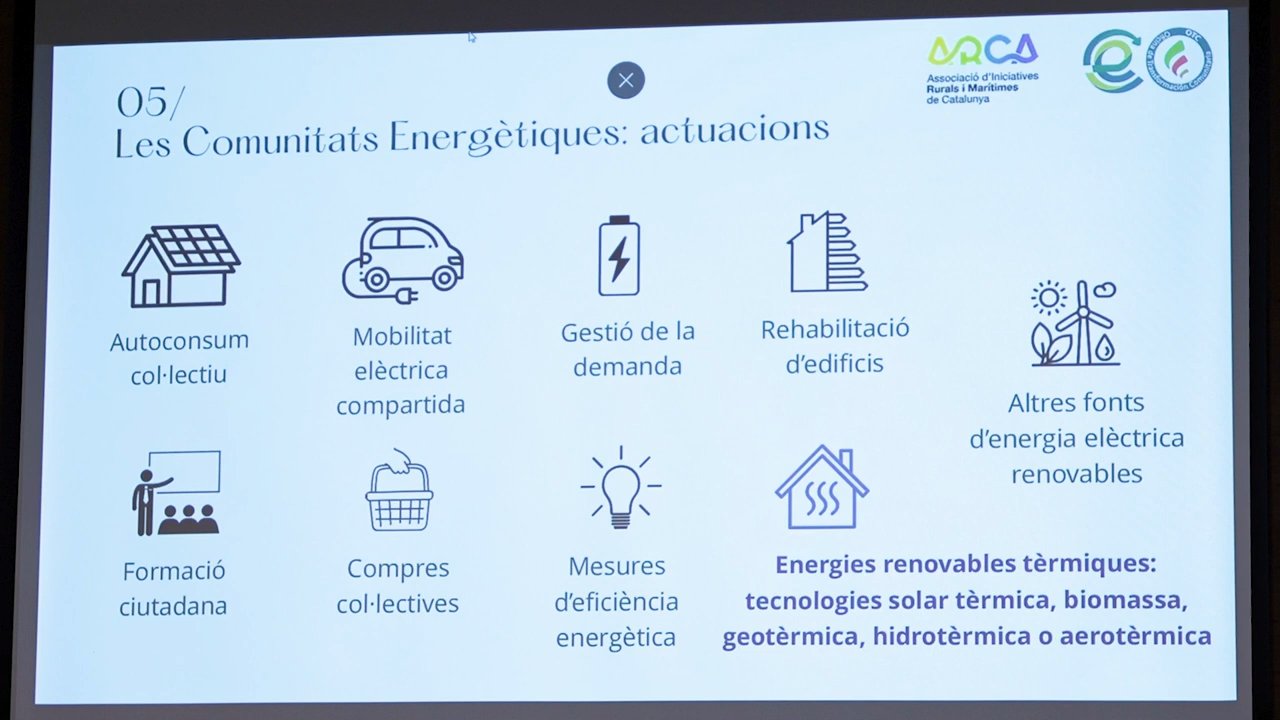 05/
Les Comunitats Energètiques: actuacions
ARCA
Associació d'Iniciatives
Rurals i Marítimes
de Catalunya
OTC
Autoconsum
col·lectiu
Mobilitat
elèctrica
compartida
Gestió de la
demanda
Rehabilitació
d'edificis
Altres fonts
d'energia elèctrica
renovables
Formació
ciutadana
Compres
col·lectives
Mesures
d'eficiència
energètica
Energies renovables tèrmiques:
tecnologies solar tèrmica, biomassa,
geotèrmica, hidrotèrmica o aerotèrmica